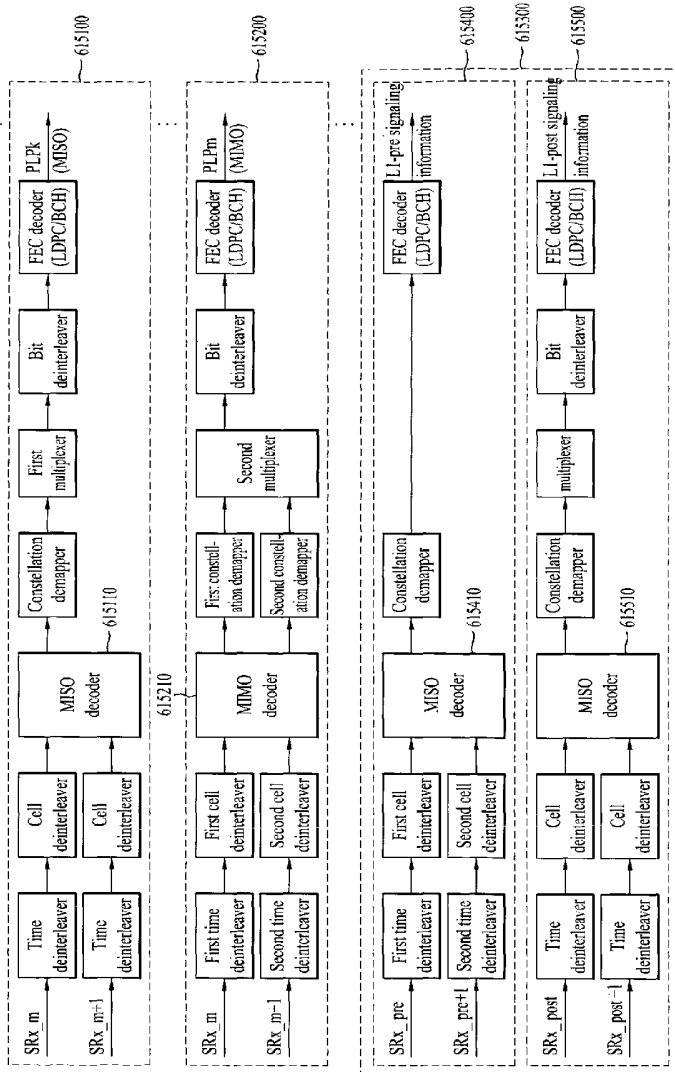 SRx_m
Time
deinterleaver
Cell
deinterleaver
SRx_m+1
Time
deinterleaver
Cell
deinterleaver
MISO
decoder
615110
Constellation
demapper
First
multiplexer
Bit
deinterleaver
FEC decoder
(LDPC/BCH)
PLPk
(MISO)
615100
SRx_m
First time
deinterleaver
First cell
deinterleaver
SRx_m−1
Second time
deinterleaver
Second cell
deinterleaver
615210
MIMO
decoder
First constell-
ation demapper
Second constell-
ation demapper
Second
multiplexer
Bit
deinterleaver
FEC decoder
(LDPC/BCH)
PLPm
(MIMO)
615200
SRx_pre
First time
deinterleaver
First cell
deinterleaver
SRx_pre+1
Second time
deinterleaver
Second cell
deinterleaver
MISO
decoder
615410
Constellation
demapper
FEC decoder
(LDPC/BCH)
L1-pre signaling
information
615400
615300
SRx_post
Time
deinterleaver
Cell
deinterleaver
SRx_post−1
Time
deinterleaver
Cell
deinterleaver
MISO
decoder
615510
Constellation
demapper
multiplexer
Bit
deinterleaver
FEC decoder
(LDPC/BCH)
L1-post signaling
information
615500